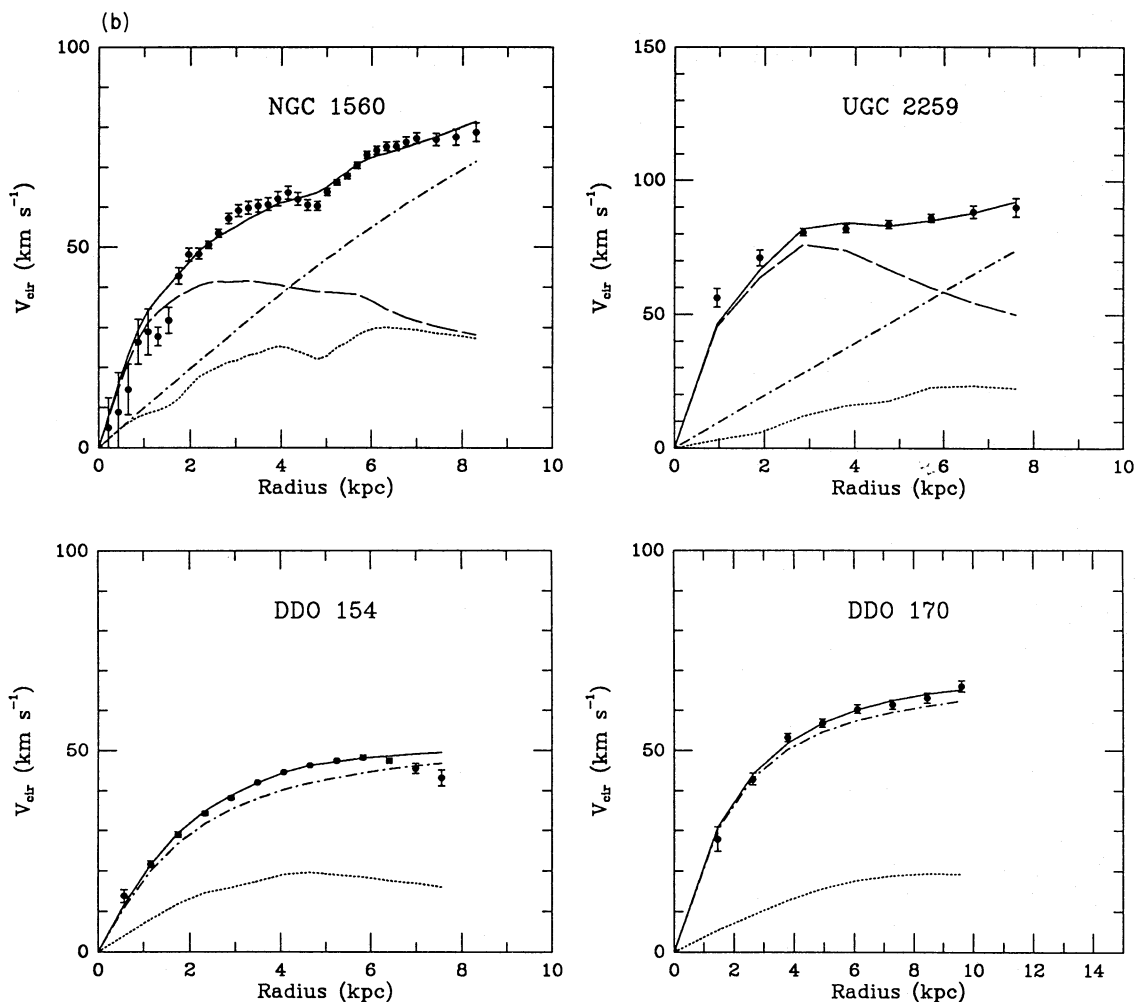 (b)
NGC 1560
100
50
0
V_cir (km s^-1)
0 2 4 6 8 10
Radius (kpc)
UGC 2259
150
100
50
0
V_cir (km s^-1)
0 2 4 6 8 10
Radius (kpc)
DDO 154
100
50
0
V_cir (km s^-1)
0 2 4 6 8 10
Radius (kpc)
DDO 170
100
50
0
V_cir (km s^-1)
0 2 4 6 8 10 12 14
Radius (kpc)